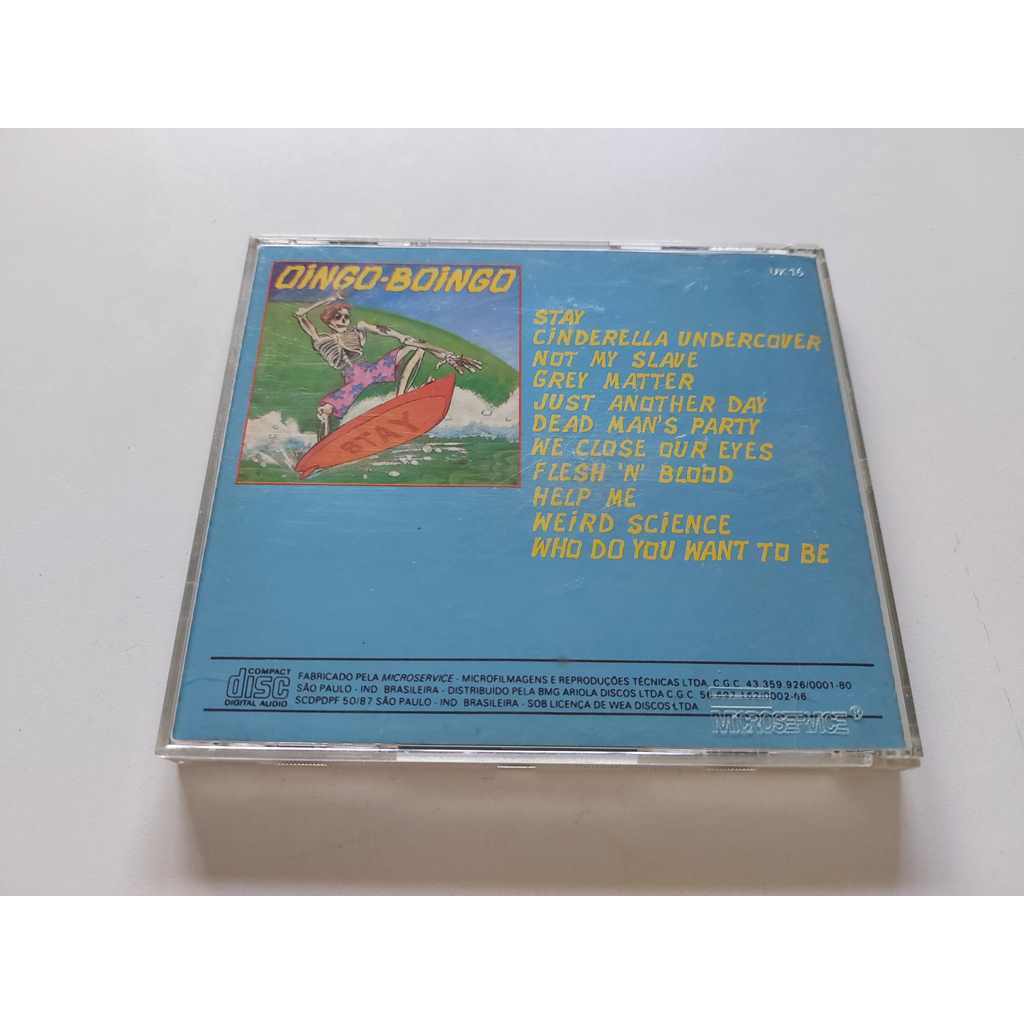 OINGO-BOINGO
STAY
UX 16
STAY
CINDERELLA UNDERCOVER
NOT MY SLAVE
GREY MATTER
JUST ANOTHER DAY
DEAD MAN'S PARTY
WE CLOSE OUR EYES
FLESH 'N' BLOOD
HELP ME
WEIRD SCIENCE
WHO DO YOU WANT TO BE
COMPACT
disc
DIGITAL AUDIO
FABRICADO PELA MICROSERVICE - MICROFILMAGENS E REPRODUÇÕES TÉCNICAS LTDA. C.G.C. 43.359.926/0001-80
SÃO PAULO - IND. BRASILEIRA - DISTRIBUIDO PELA BMG ARIOLA DISCOS LTDA C.G.C.
SCDPDPF 50/87 SÃO PAULO - IND. BRASILEIRA - SOB LICENÇA DE WEA DISCOS LTDA.
MICROSERVICE®